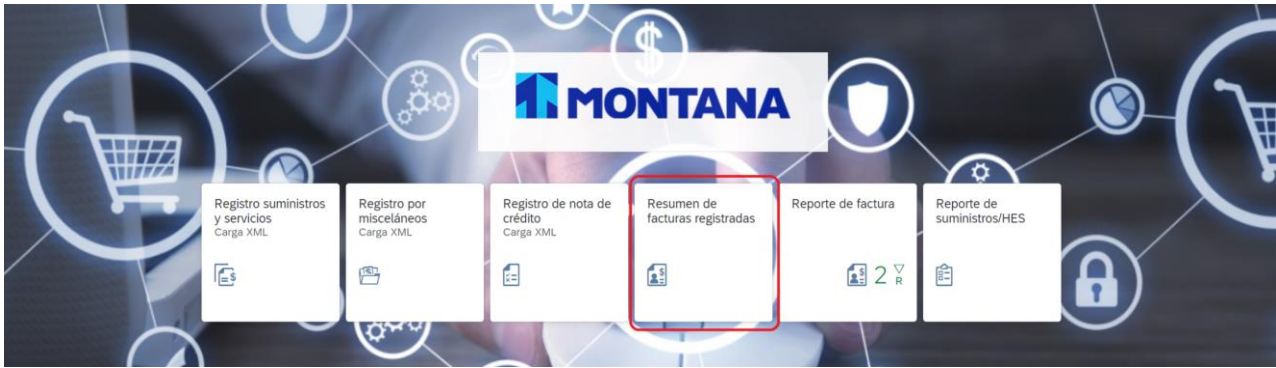 MONTANA
Registro suministros
y servicios
Carga XML
Registro por
misceláneos
Carga XML
Registro de nota de
crédito
Carga XML
Resumen de
facturas registradas
Reporte de factura
2
R
Reporte de
suministros/HES